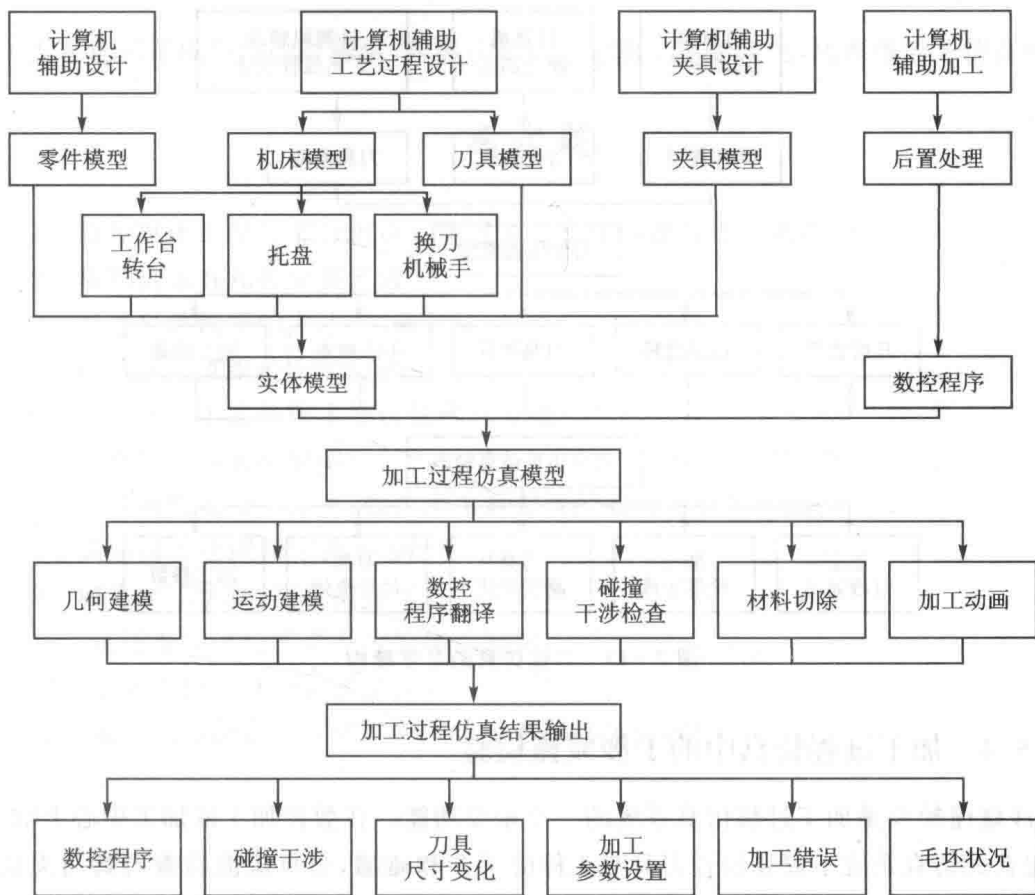 计算机
辅助设计
计算机辅助
工艺过程设计
计算机辅助
夹具设计
计算机
辅助加工
零件模型
机床模型
刀具模型
夹具模型
后置处理
工作台
转台
托盘
换刀
机械手
实体模型
数控程序
加工过程仿真模型
几何建模
运动建模
数控
程序翻译
碰撞
干涉检查
材料切除
加工动画
加工过程仿真结果输出
数控程序
碰撞干涉
刀具
尺寸变化
加工
参数设置
加工错误
毛坯状况